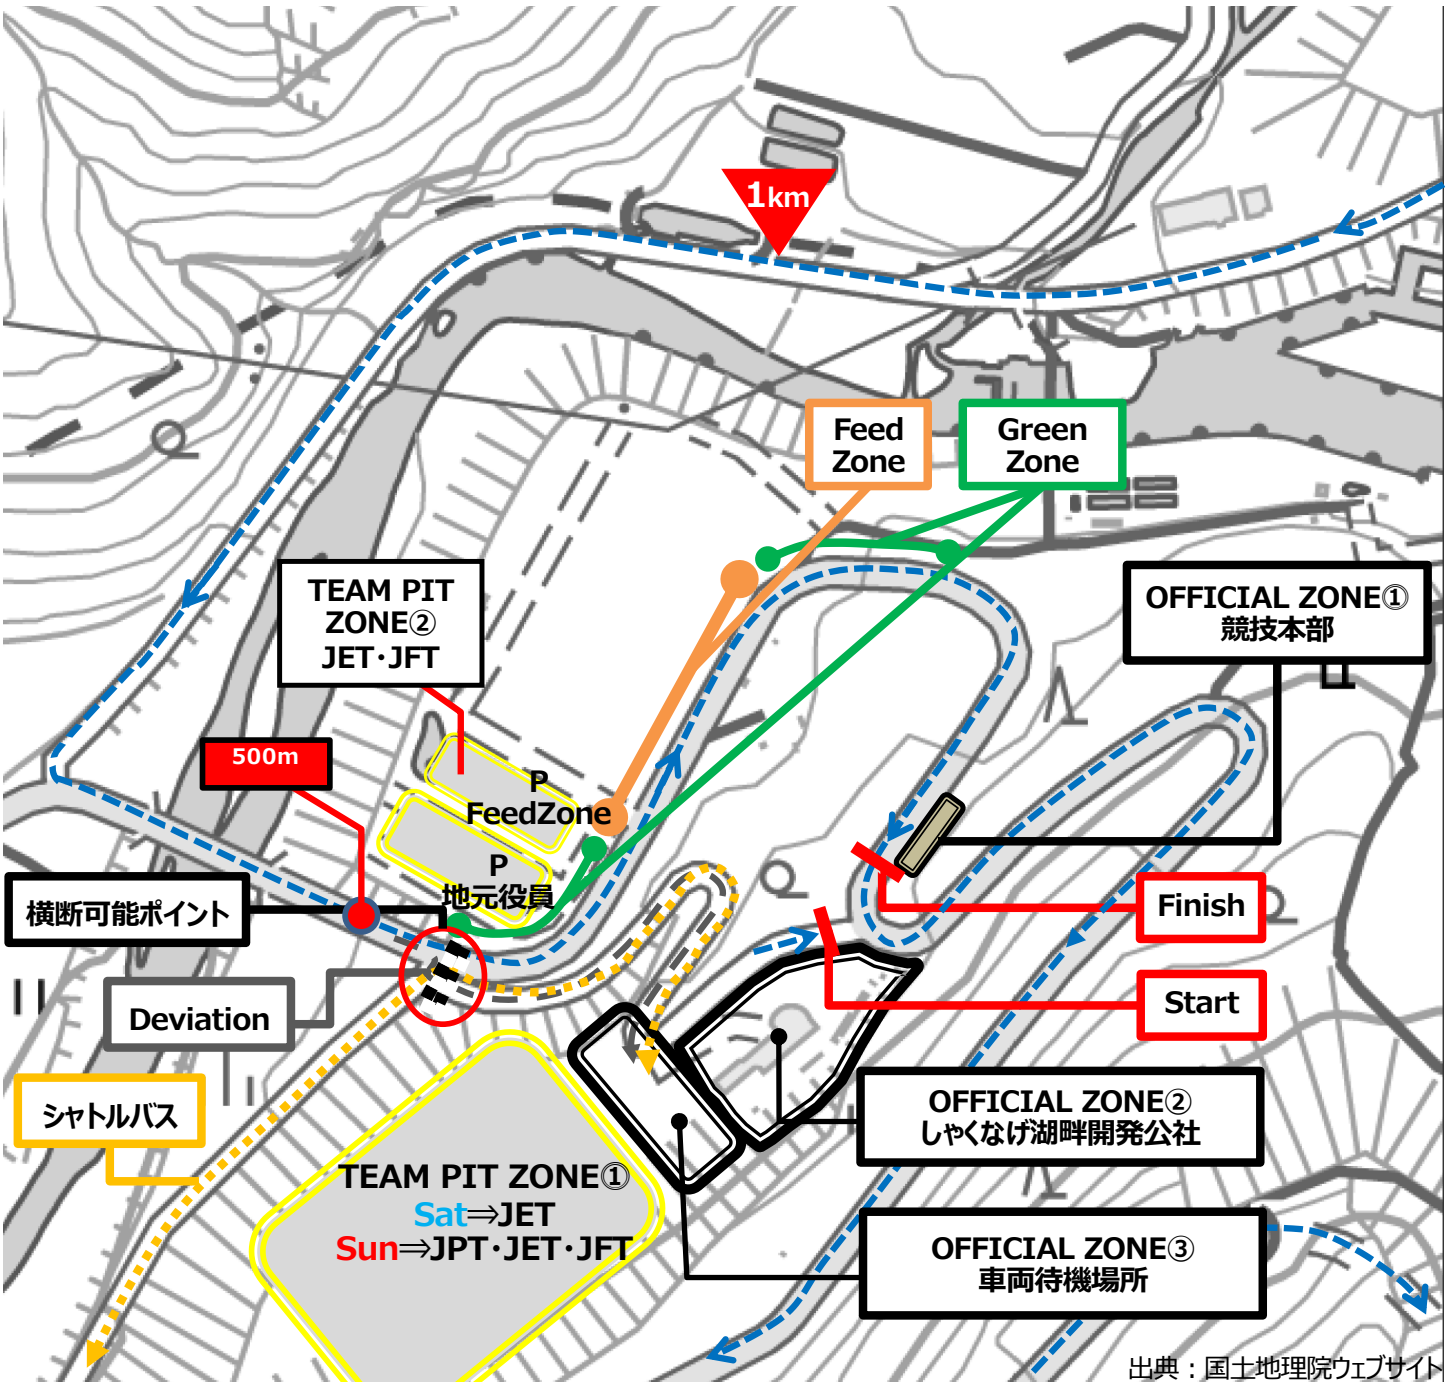 1km
Feed
Zone
Green
Zone
TEAM PIT
ZONE②
JET・JFT
OFFICIAL ZONE①
競技本部
500m
P
FeedZone
P
地元役員
横断可能ポイント
Finish
Deviation
Start
シャトルバス
OFFICIAL ZONE②
しゃくなげ湖畔開発公社
TEAM PIT ZONE①
Sat⇒JET
Sun⇒JPT・JET・JFT
OFFICIAL ZONE③
車両待機場所
出典：国土地理院ウェブサイト